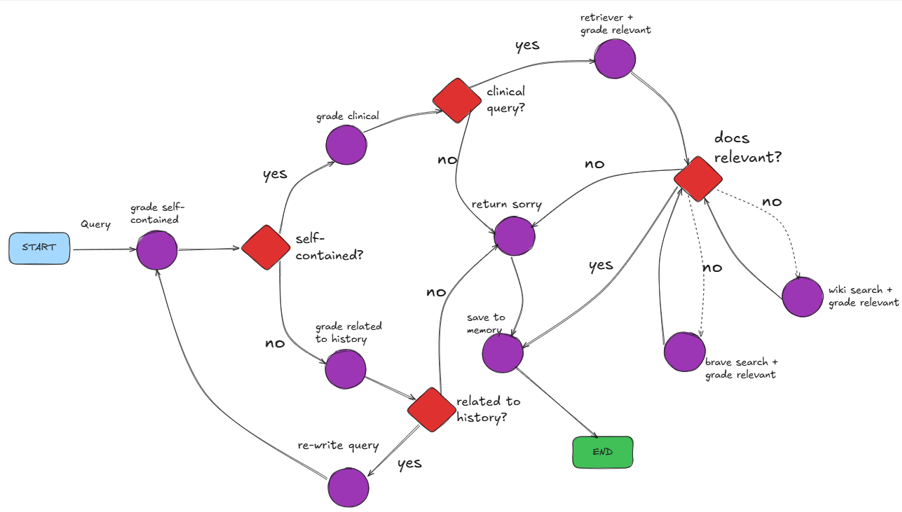 retriever +
grade relevant
yes
clinical
query?
grade clinical
docs
relevant?
no
no
yes
no
return sorry
grade self-
contained
Query
START
self-
contained?
yes
no
wiki search +
grade relevant
no
save to
memory
grade related
to history
no
brave search +
grade relevant
related to
history?
re-write query
yes
END